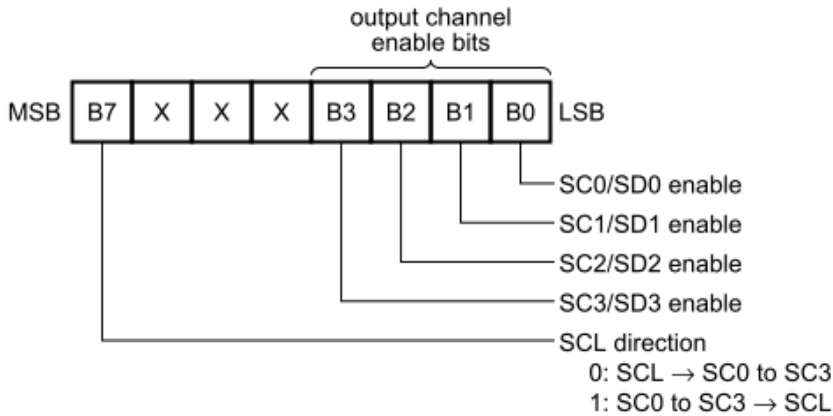 output channel
enable bits
MSB B7 X X X B3 B2 B1 B0 LSB
SC0/SD0 enable
SC1/SD1 enable
SC2/SD2 enable
SC3/SD3 enable
SCL direction
0: SCL → SC0 to SC3
1: SC0 to SC3 → SCL